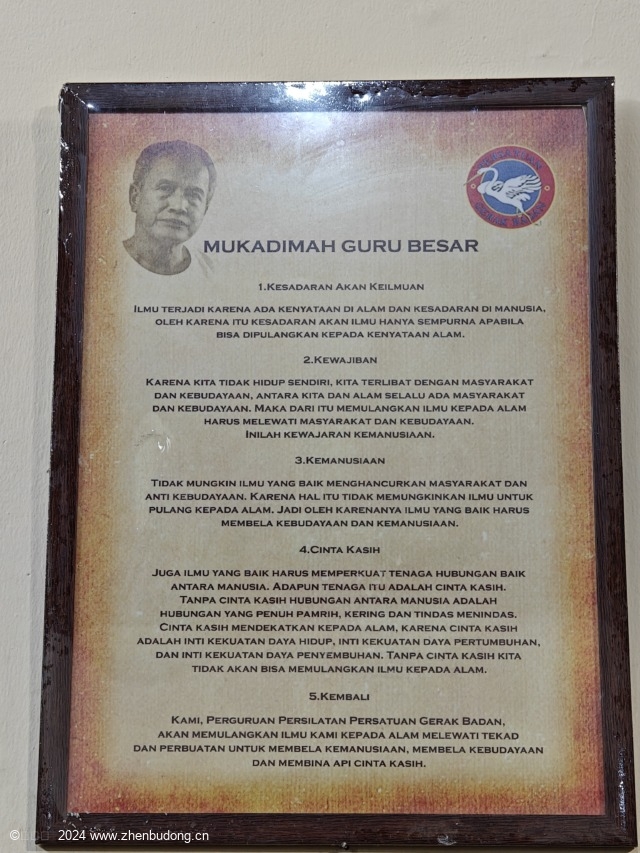 MUKADIMAH GURU BESAR
1.KESADARAN AKAN KEILMUAN
ILMU TERJADI KARENA ADA KENYATAAN DI ALAM DAN KESADARAN DI MANUSIA,
OLEH KARENA ITU KESADARAN AKAN ILMU HANYA SEMPURNA APABILA
BISA DIPULANGKAN KEPADA KENYATAAN ALAM.
2.KEWAJIBAN
KARENA KITA TIDAK HIDUP SENDIRI, KITA TERLIBAT DENGAN MASYARAKAT
DAN KEBUDAYAAN, ANTARA KITA DAN ALAM SELALU ADA MASYARAKAT
DAN KEBUDAYAAN. MAKA DARI ITU MEMULANGKAN ILMU KEPADA ALAM
HARUS MELEWATI MASYARAKAT DAN KEBUDAYAAN.
INILAH KEWAJARAN KEMANUSIAAN.
3.KEMANUSIAAN
TIDAK MUNGKIN ILMU YANG BAIK MENGHANCURKAN MASYARAKAT DAN
ANTI KEBUDAYAAN. KARENA HAL ITU TIDAK MEMUNGKINKAN ILMU UNTUK
PULANG KEPADA ALAM. JADI OLEH KARENANYA ILMU YANG BAIK HARUS
MEMBELA KEBUDAYAAN DAN KEMANUSIAAN.
4.CINTA KASIH
JUGA ILMU YANG BAIK HARUS MEMPERKUAT TENAGA HUBUNGAN BAIK
ANTARA MANUSIA. ADAPUN TENAGA ITU ADALAH CINTA KASIH.
TANPA CINTA KASIH HUBUNGAN ANTARA MANUSIA ADALAH
HUBUNGAN YANG PENUH PAMRIH, KERING DAN TINDAS MENINDAS.
CINTA KASIH MENDEKATKAN KEPADA ALAM, KARENA CINTA KASIH
ADALAH INTI KEKUATAN DAYA HIDUP, INTI KEKUATAN DAYA PERTUMBUHAN,
DAN INTI KEKUATAN DAYA PENYEMBUHAN. TANPA CINTA KASIH KITA
TIDAK AKAN BISA MEMULANGKAN ILMU KEPADA ALAM.
5.KEMBALI
KAMI, PERGURUAN PERSILATAN PERSATUAN GERAK BADAN,
AKAN MEMULANGKAN ILMU KAMI KEPADA ALAM MELEWATI TEKAD
DAN PERBUATAN UNTUK MEMBELA KEMANUSIAAN, MEMBELA KEBUDAYAAN
DAN MEMBINA API CINTA KASIH.
2024 www.zhenbudong.cn